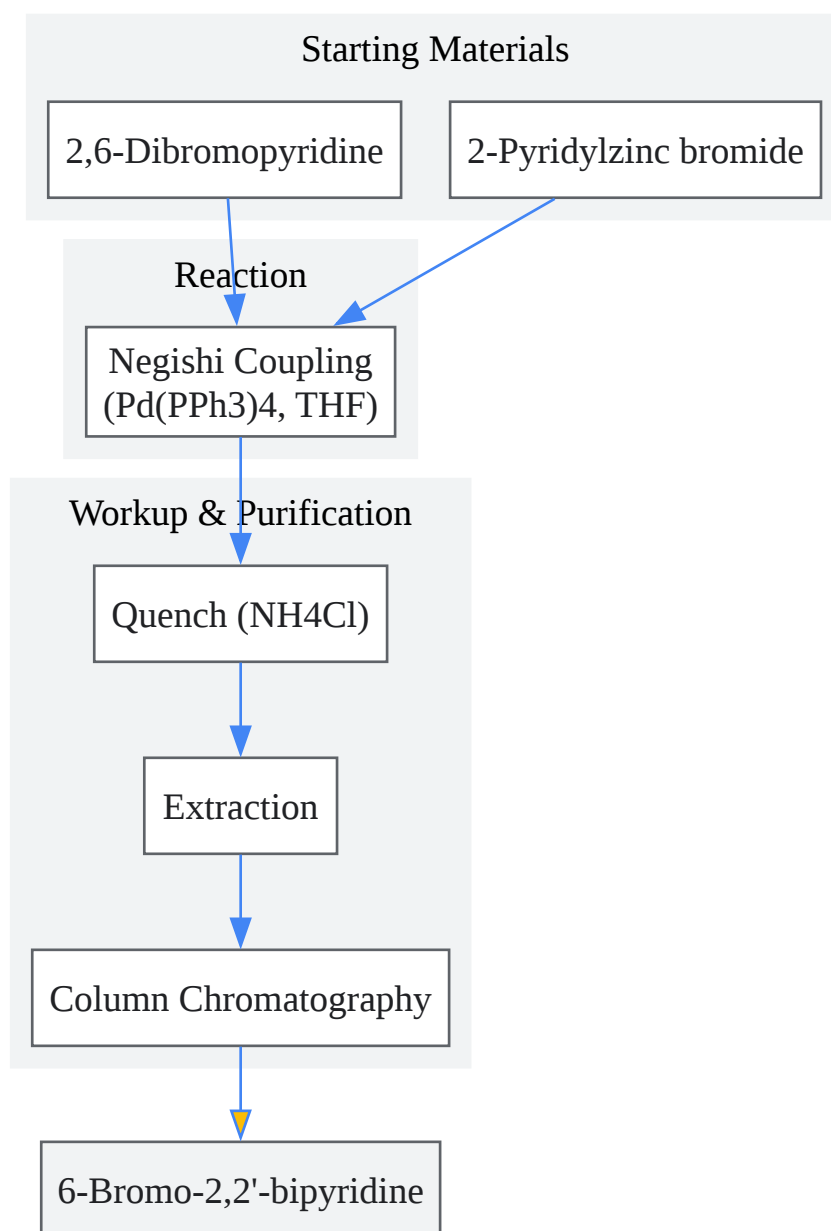 Starting Materials
2,6-Dibromopyridine
2-Pyridylzinc bromide
Reaction
Negishi Coupling
(Pd(PPh3)4, THF)
Workup & Purification
Quench (NH4Cl)
Extraction
Column Chromatography
6-Bromo-2,2'-bipyridine